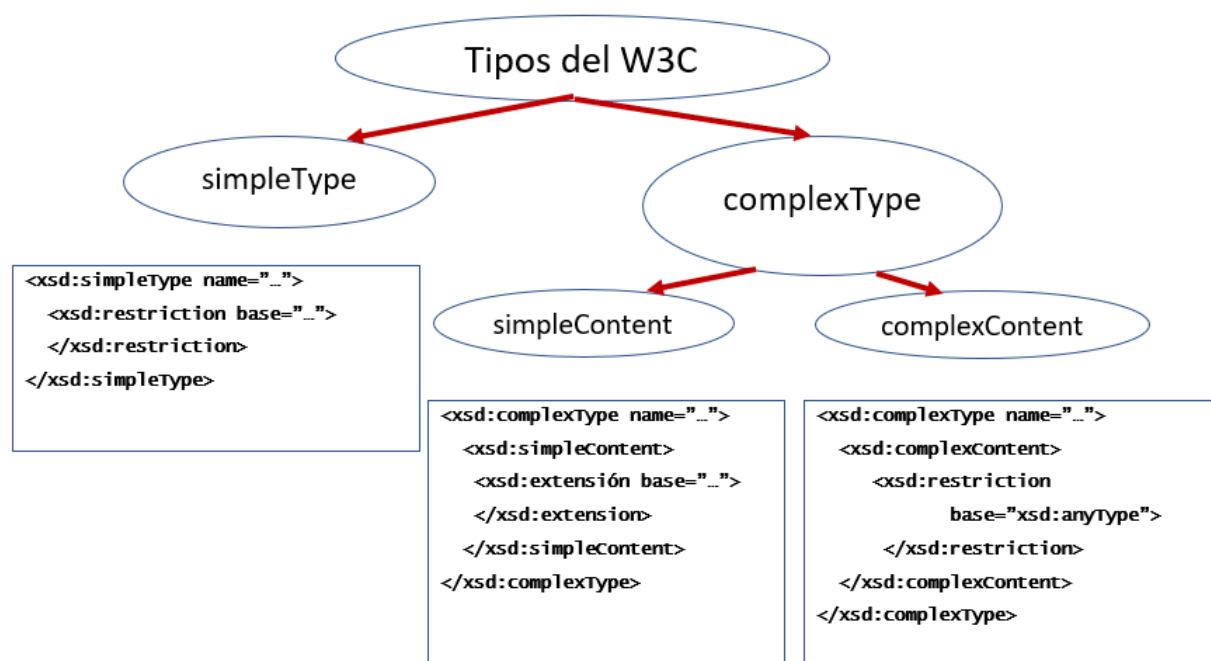 Tipos del W3C
simpleType
complexType
<xsd:simpleType name=”…”>
<xsd:restriction base=”…”>
</xsd:restriction>
</xsd:simpleType>
simpleContent
complexContent
<xsd:complexType name=”…”>
<xsd:simpleContent>
<xsd:extensión base=”…”>
</xsd:extension>
</xsd:simpleContent>
</xsd:complexType>
<xsd:complexType name=”…”>
<xsd:complexContent>
<xsd:restriction
base=”xsd:anyType”>
</xsd:restriction>
</xsd:complexContent>
</xsd:complexType>